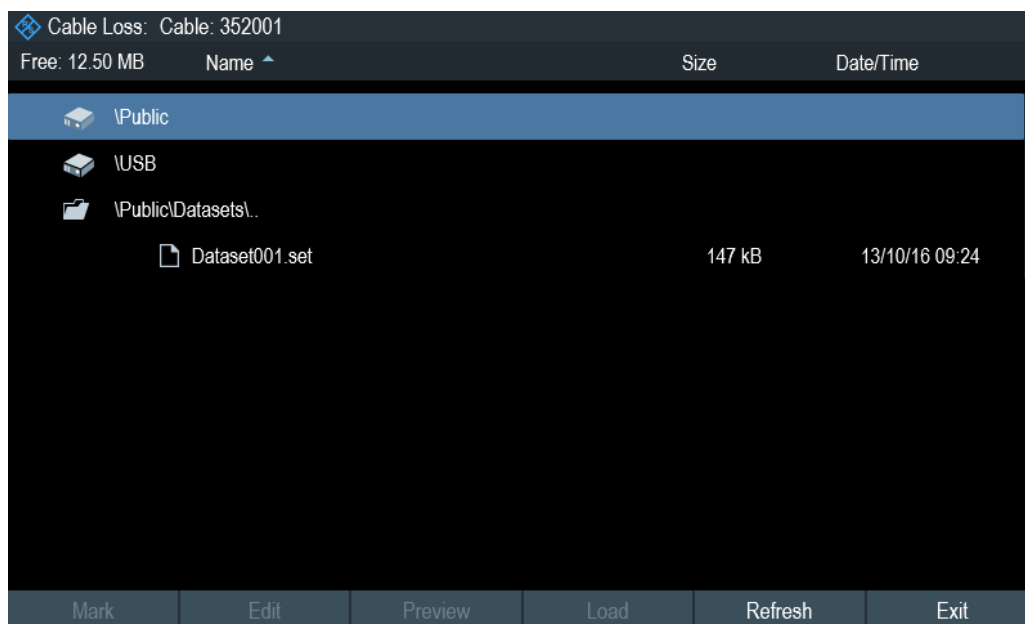 Cable Loss: Cable: 352001
Free: 12.50 MB Name Size Date/Time
\Public
\USB
\Public\Datasets\..
Dataset001.set 147 kB 13/10/16 09:24
Mark Edit Preview Load Refresh Exit